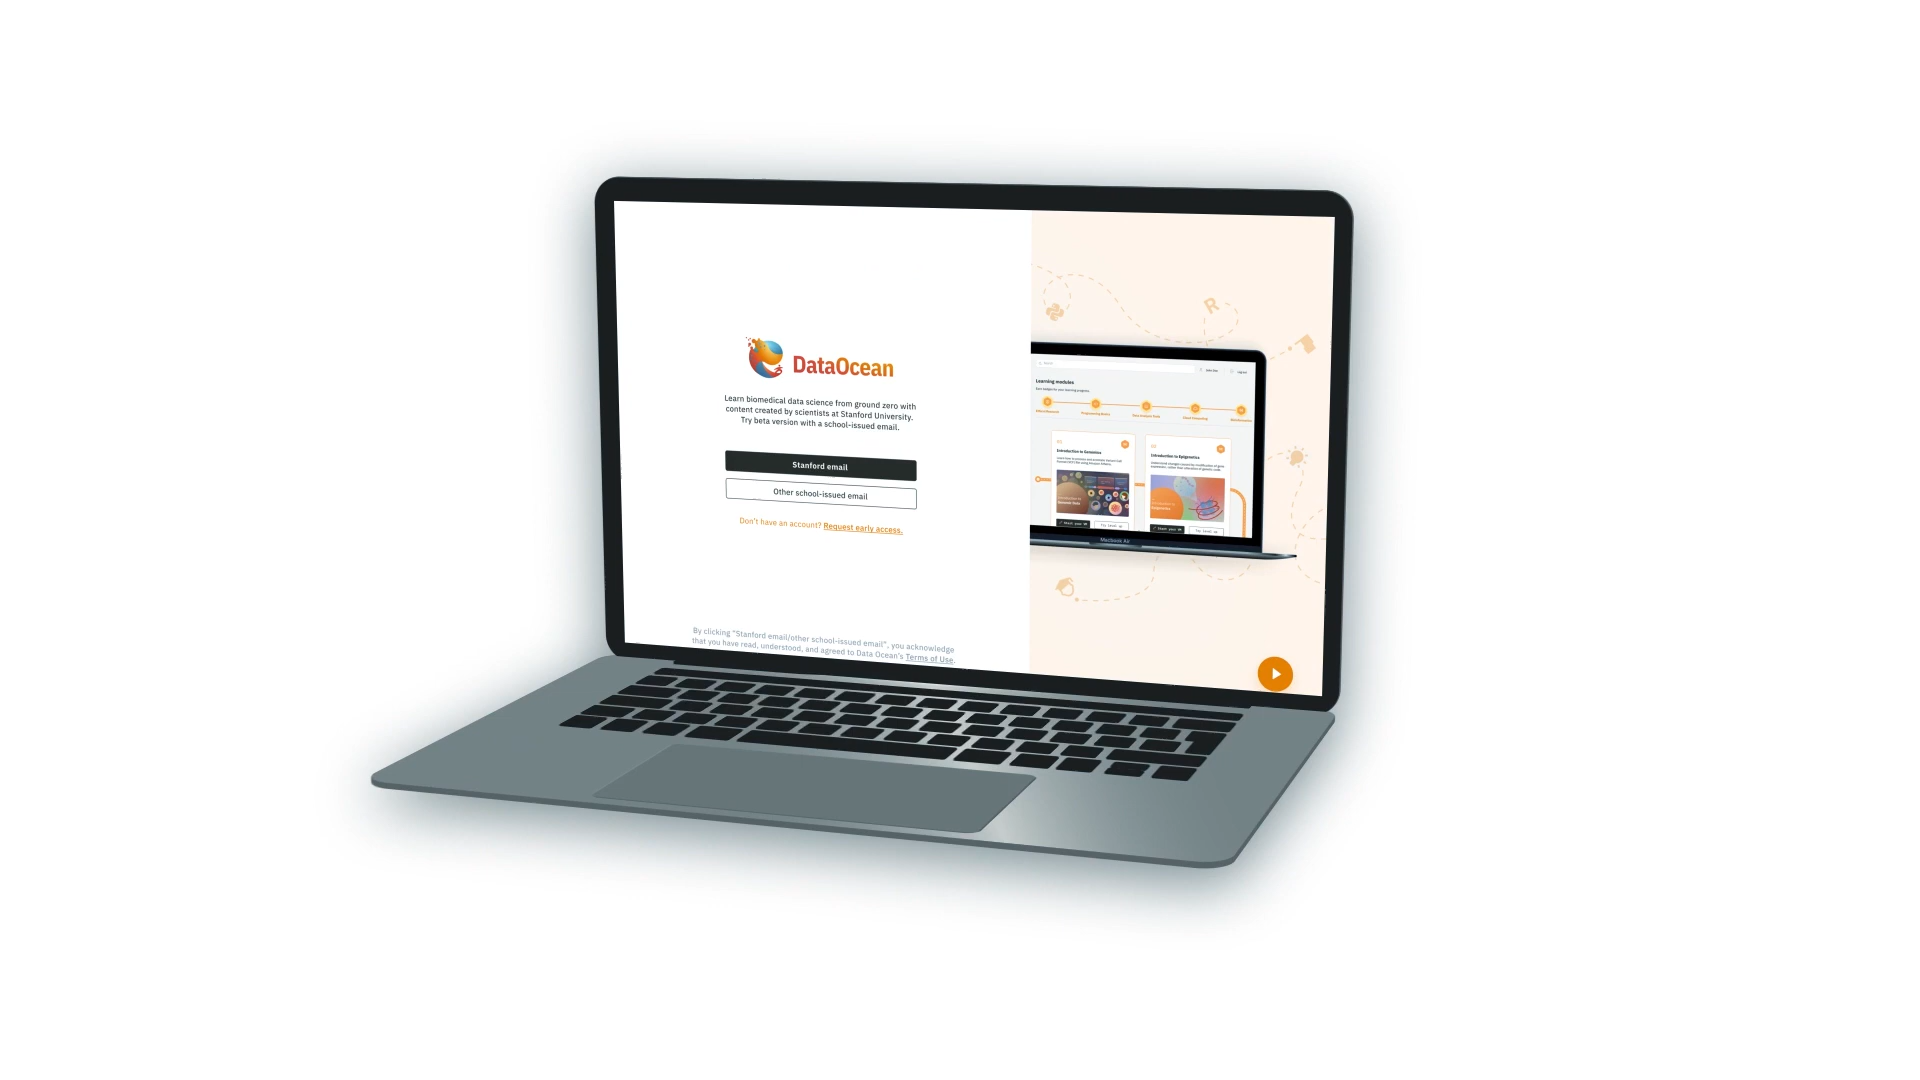 DataOcean
Learn biomedical data science from ground zero with
content created by scientists at Stanford University.
Try beta version with a school-issued email.
Stanford email
Other school-issued email
Don't have an account? Request early access.
By clicking "Stanford email/other school-issued email", you acknowledge
that you have read, understood, and agreed to Data Ocean's Terms of Use.
R
Learning modules
Introduction to Genomics
Introduction to Epigenomics
Macbook Air